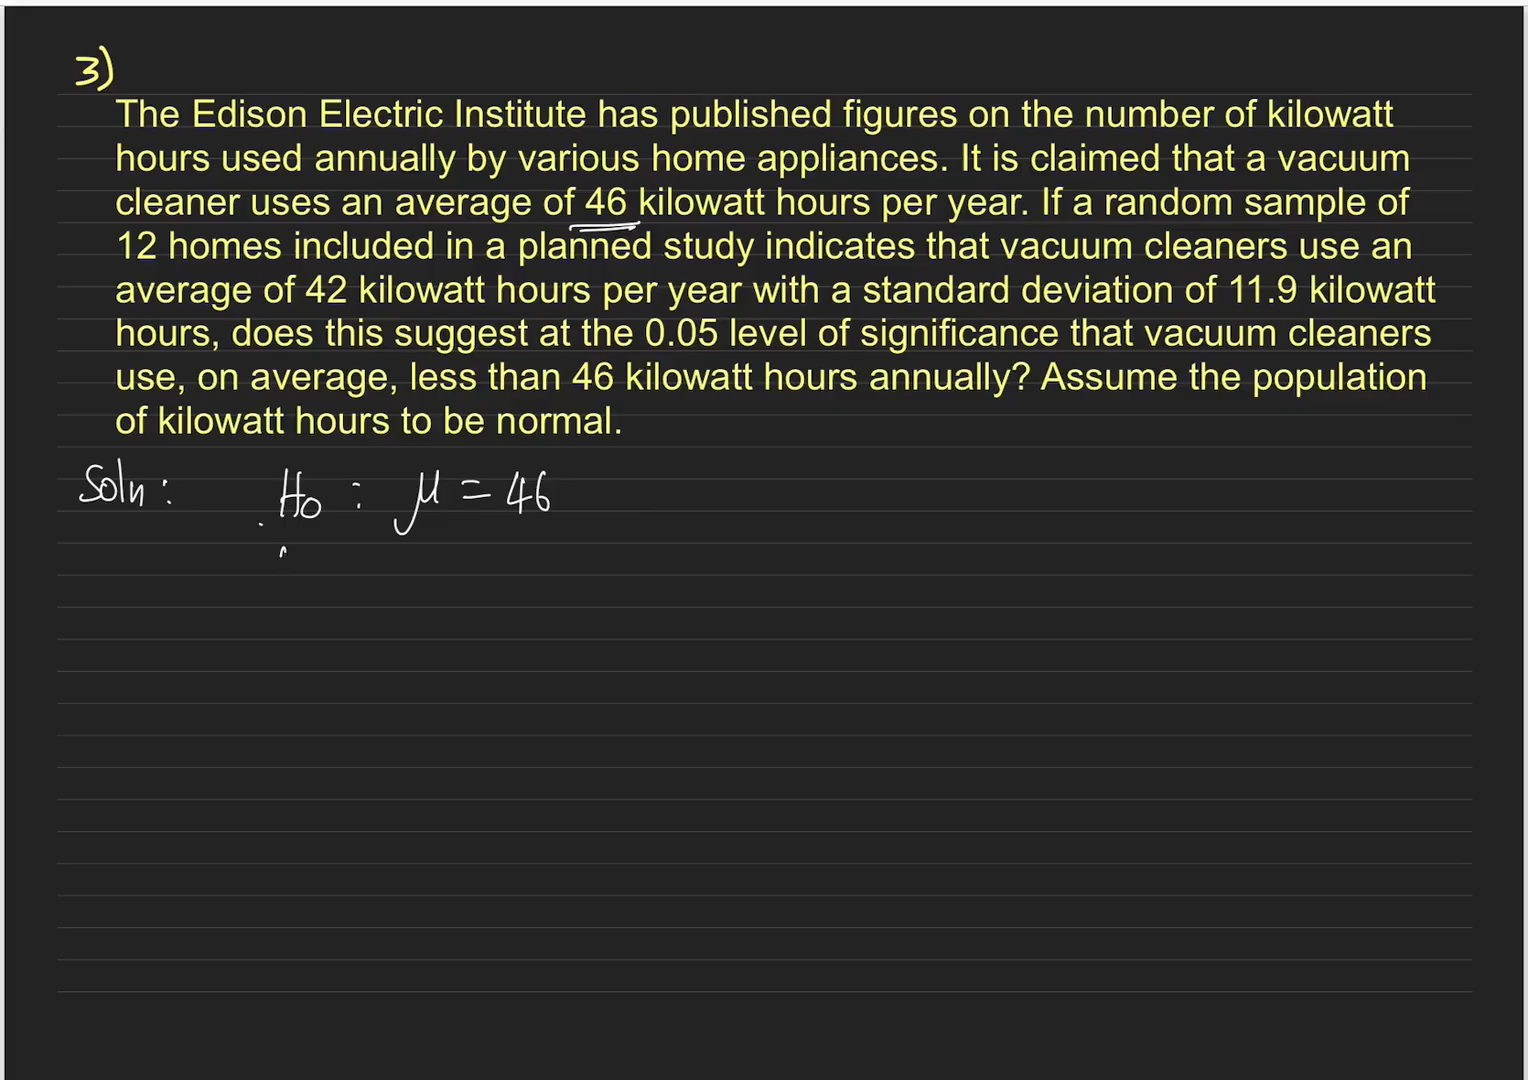 3)
The Edison Electric Institute has published figures on the number of kilowatt
hours used annually by various home appliances. It is claimed that a vacuum
cleaner uses an average of 46 kilowatt hours per year. If a random sample of
12 homes included in a planned study indicates that vacuum cleaners use an
average of 42 kilowatt hours per year with a standard deviation of 11.9 kilowatt
hours, does this suggest at the 0.05 level of significance that vacuum cleaners
use, on average, less than 46 kilowatt hours annually? Assume the population
of kilowatt hours to be normal.
Soln: H0 : μ = 46